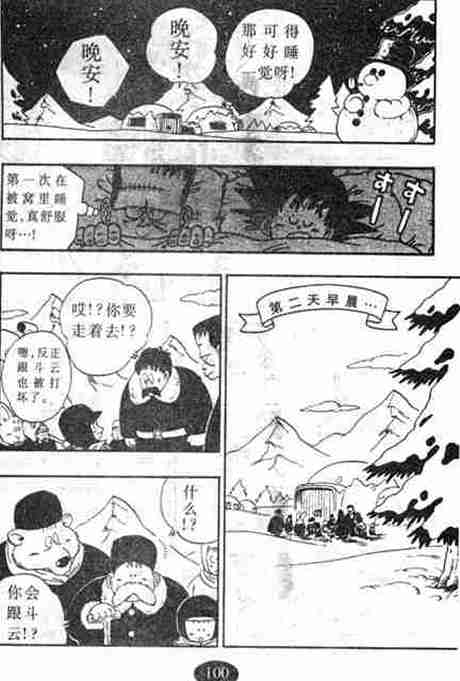 那可得
好好睡
觉呀!
晚安!
晚安!
すーすー
第一次在
被窝里睡
觉,真舒服
呀…!
第二天早晨…
哎!?你要
走着去!?
嗯,反正
跟斗云
也被打
坏了。
什么!?
你会
跟斗
云!?
100